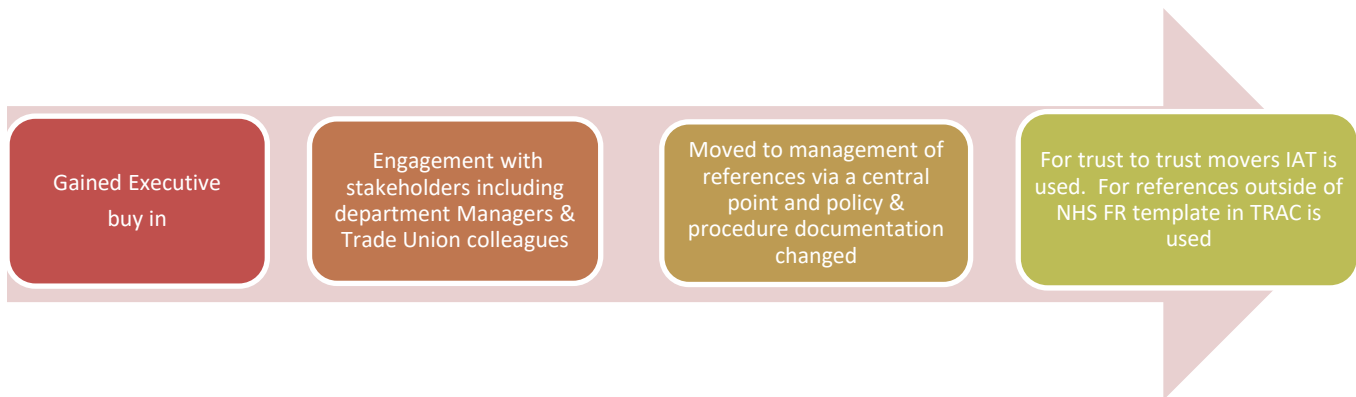 Gained Executive
buy in
Engagement with
stakeholders including
department Managers &
Trade Union colleagues
Moved to management of
references via a central
point and policy &
procedure documentation
changed
For trust to trust movers IAT is
used.  For references outside of
NHS FR template in TRAC is
used